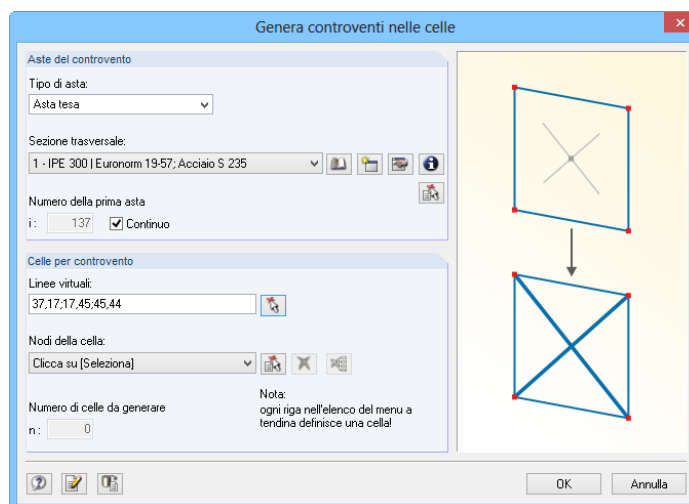 Genera controventi nelle celle
Aste del controvento
Tipo di asta:
Asta tesa
Sezione trasversale:
1 - IPE 300 | Euronorm 19-57; Acciaio S 235
Numero della prima asta
i: 137 Continuo
Celle per controvento
Linee virtuali:
37,17;17,45;45,44
Nodi della cella:
Clicca su [Seleziona]
Numero di celle da generare
n: 0
Nota:
ogni riga nell'elenco del menu a
tendina definisce una cella!
OK
Annulla